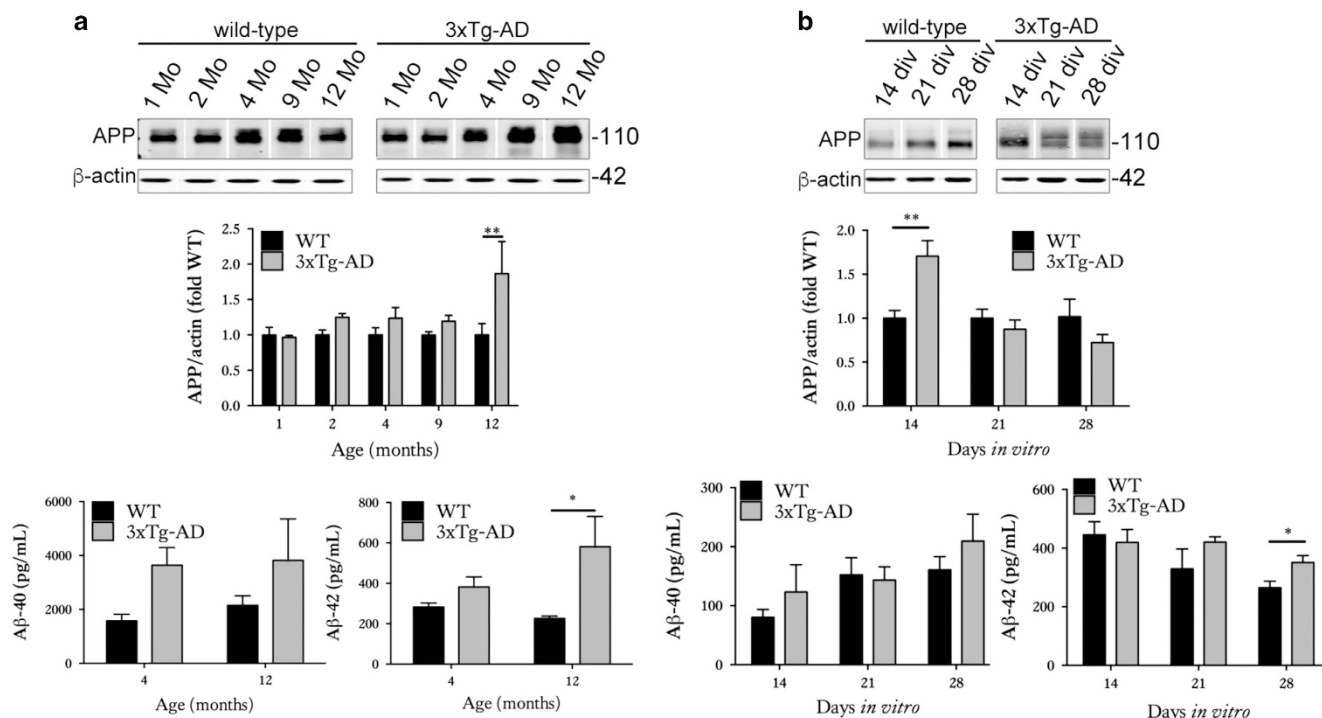 a
wild-type 3xTg-AD
1 Mo 2 Mo 4 Mo 9 Mo 12 Mo 1 Mo 2 Mo 4 Mo 9 Mo 12 Mo
APP -110
β-actin -42
APP/actin (fold WT)
2.5
2.0
1.5
1.0
0.5
0.0
WT
3xTg-AD
**
1 2 4 9 12
Age (months)
Aβ-40 (pg/mL)
6000
4000
2000
0
WT
3xTg-AD
4 12
Age (months)
Aβ-42 (pg/mL)
800
600
400
200
0
WT
3xTg-AD
*
4 12
Age (months)
b
wild-type 3xTg-AD
14 div 21 div 28 div 14 div 21 div 28 div
APP -110
β-actin -42
APP/actin (fold WT)
2.0
1.5
1.0
0.5
0.0
**
WT
3xTg-AD
14 21 28
Days in vitro
Aβ-40 (pg/mL)
300
200
100
0
WT
3xTg-AD
14 21 28
Days in vitro
Aβ-42 (pg/mL)
600
400
200
0
WT
3xTg-AD
*
14 21 28
Days in vitro